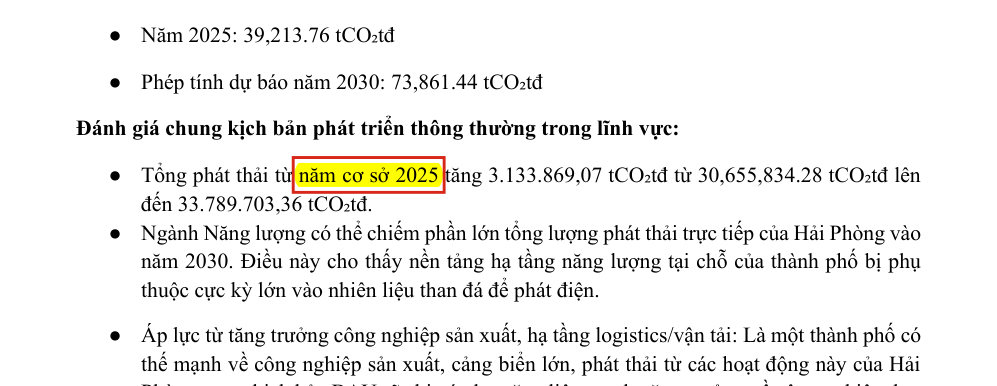 ● Năm 2025: 39,213.76 tCO₂tđ
● Phép tính dự báo năm 2030: 73,861.44 tCO₂tđ
Đánh giá chung kịch bản phát triển thông thường trong lĩnh vực:
● Tổng phát thải từ năm cơ sở 2025 tăng 3.133.869,07 tCO₂tđ từ 30,655,834.28 tCO₂tđ lên
đến 33.789.703,36 tCO₂tđ.
● Ngành Năng lượng có thể chiếm phần lớn tổng lượng phát thải trực tiếp của Hải Phòng vào
năm 2030. Điều này cho thấy nền tảng hạ tầng năng lượng tại chỗ của thành phố bị phụ
thuộc cực kỳ lớn vào nhiên liệu than đá để phát điện.
● Áp lực từ tăng trưởng công nghiệp sản xuất, hạ tầng logistics/vận tải: Là một thành phố có
thế mạnh về công nghiệp sản xuất, cảng biển lớn, phát thải từ các hoạt động này của Hải